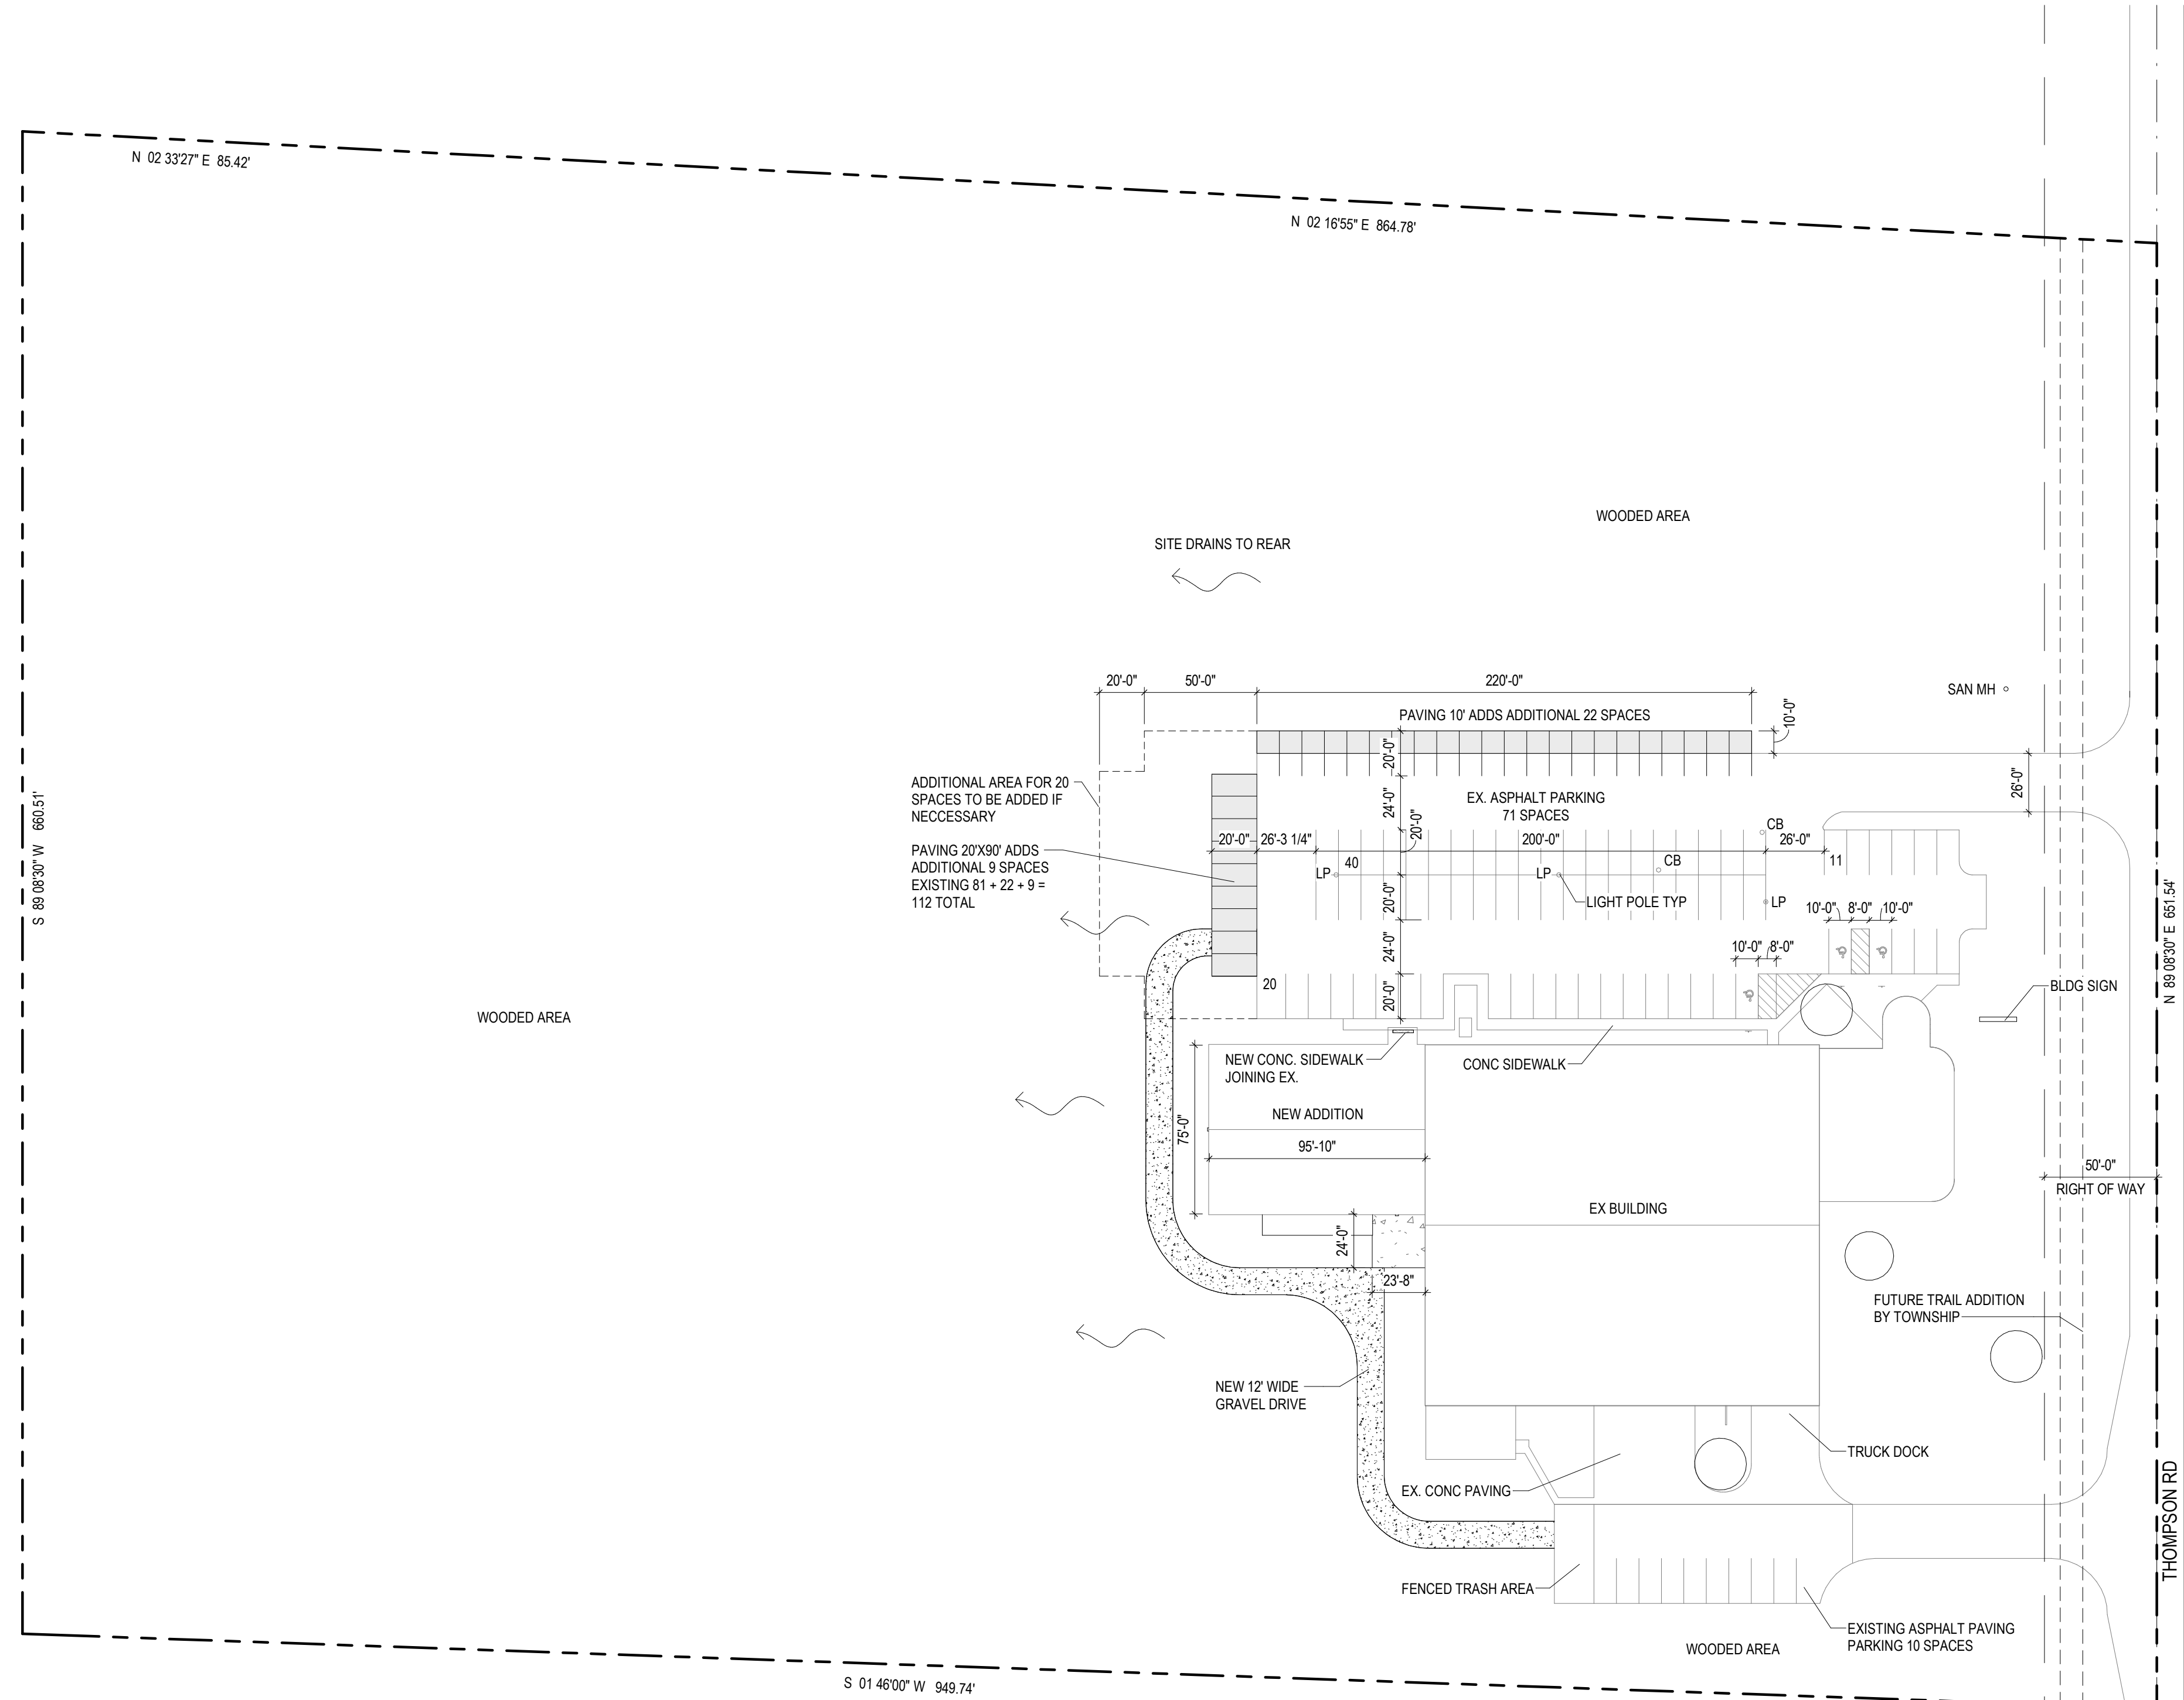 N 02 33'27" E 85.42'
N 02 16'55" E 864.78'
WOODED AREA
SITE DRAINS TO REAR
20'-0"
50'-0"
220'-0"
SAN MH
PAVING 10' ADDS ADDITIONAL 22 SPACES
10'-0"
20'-0"
26'-0"
ADDITIONAL AREA FOR 20
SPACES TO BE ADDED IF
NECCESSARY
EX. ASPHALT PARKING
71 SPACES
24'-0"
20'-0"
CB
PAVING 20'X90' ADDS
ADDITIONAL 9 SPACES
EXISTING 81 + 22 + 9 =
112 TOTAL
20'-0"
26'-3 1/4"
200'-0"
26'-0"
11
40
CB
LP
LP
LIGHT POLE TYP
LP
20'-0"
10'-0"
8'-0"
10'-0"
24'-0"
10'-0"
8'-0"
20
20'-0"
BLDG SIGN
S 89 08'30" W 660.51'
N 89 08'30" E 651.54'
WOODED AREA
NEW CONC. SIDEWALK
JOINING EX.
CONC SIDEWALK
NEW ADDITION
75'-0"
95'-10"
50'-0"
RIGHT OF WAY
EX BUILDING
24'-0"
23'-8"
FUTURE TRAIL ADDITION
BY TOWNSHIP
NEW 12' WIDE
GRAVEL DRIVE
TRUCK DOCK
EX. CONC PAVING
THOMPSON RD
FENCED TRASH AREA
EXISTING ASPHALT PAVING
PARKING 10 SPACES
WOODED AREA
S 01 46'00" W 949.74'